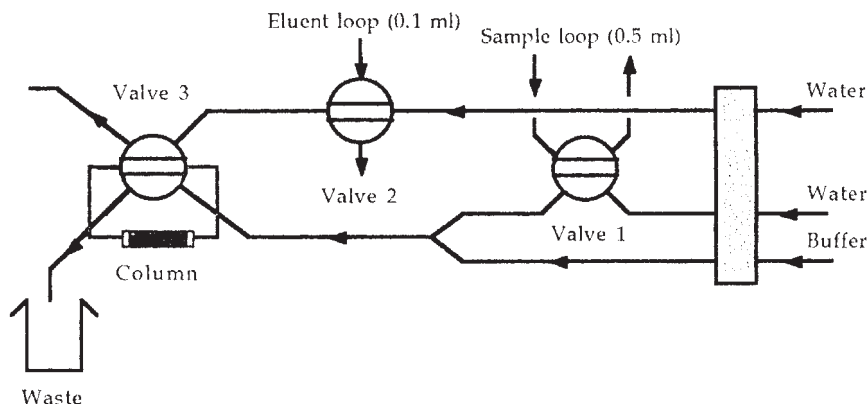 Eluent loop (0.1 ml)
Sample loop (0.5 ml)
Valve 3
Water
Valve 2
Water
Valve 1
Buffer
Column
Waste